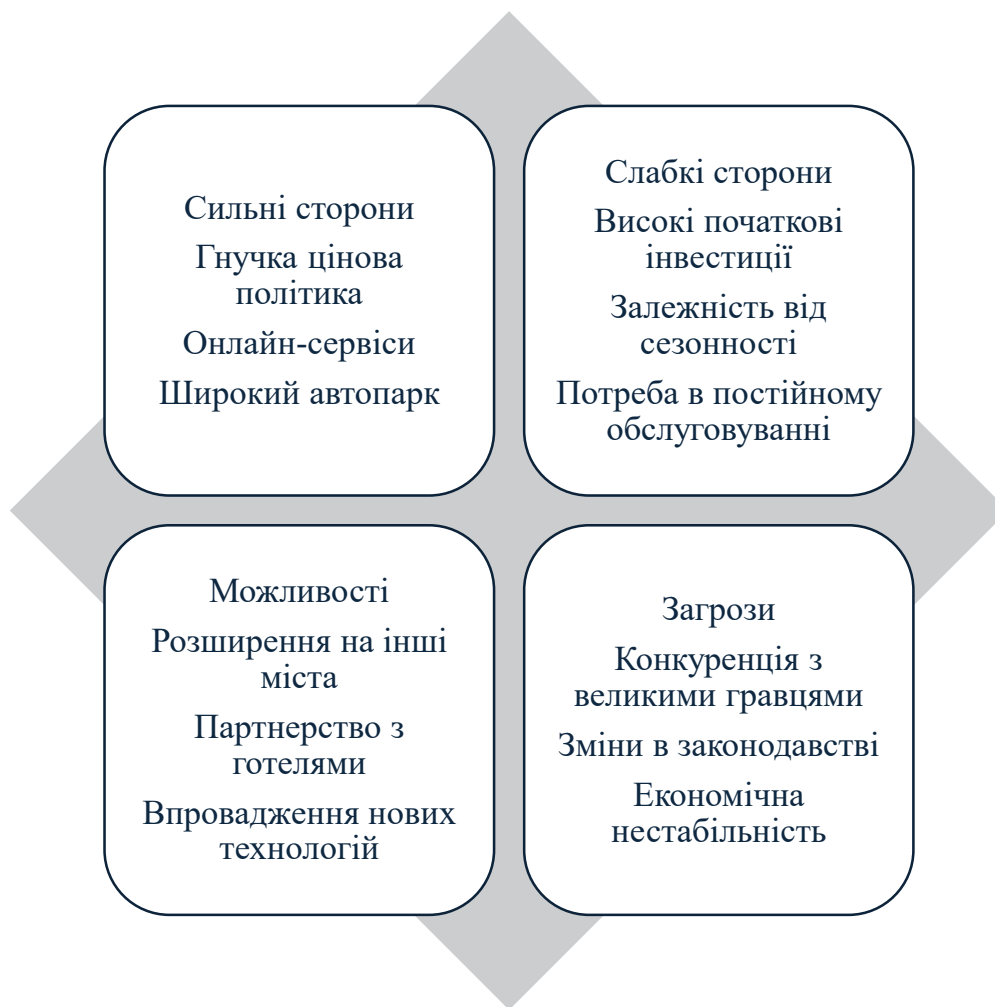 Сильні сторони
Гнучка цінова
політика
Онлайн-сервіси
Широкий автопарк
Слабкі сторони
Високі початкові
інвестиції
Залежність від
сезонності
Потреба в постійному
обслуговуванні
Можливості
Розширення на інші
міста
Партнерство з
готелями
Впровадження нових
технологій
Загрози
Конкуренція з
великими гравцями
Зміни в законодавстві
Економічна
нестабільність